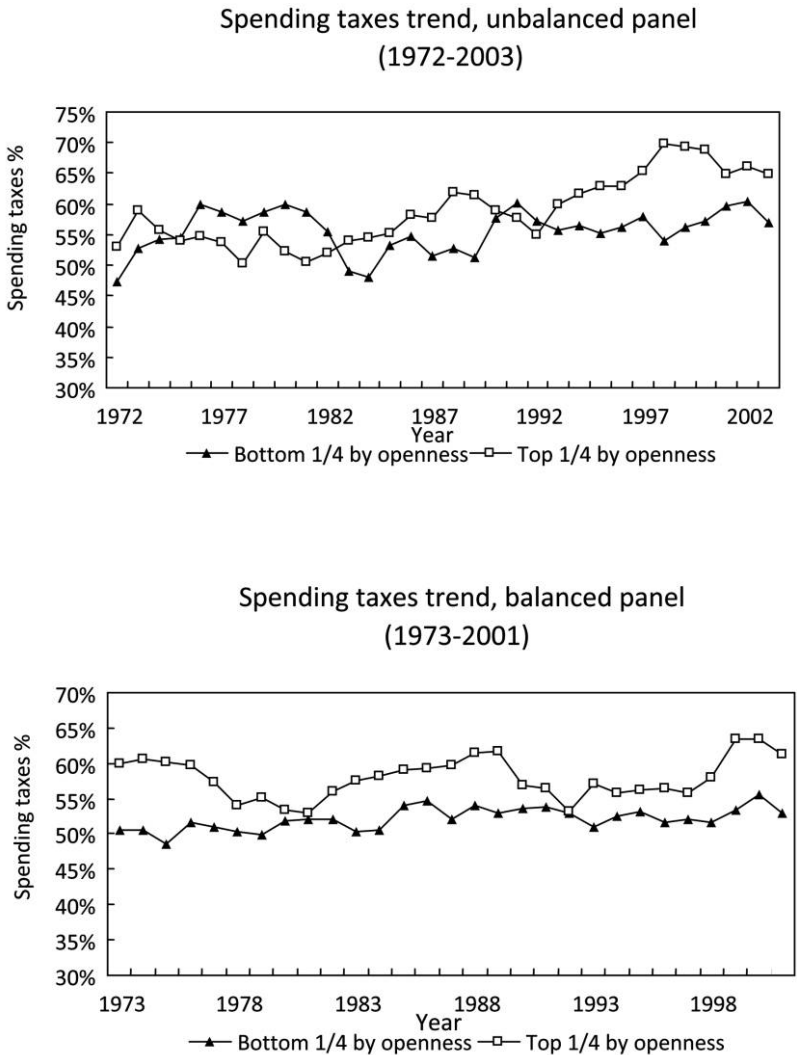 Spending taxes trend, unbalanced panel
(1972-2003)
Spending taxes %
75%
70%
65%
60%
55%
50%
45%
40%
35%
30%
1972 1977 1982 1987 1992 1997 2002
Year
Bottom 1/4 by openness Top 1/4 by openness
Spending taxes trend, balanced panel
(1973-2001)
Spending taxes %
70%
65%
60%
55%
50%
45%
40%
35%
30%
1973 1978 1983 1988 1993 1998
Year
Bottom 1/4 by openness Top 1/4 by openness